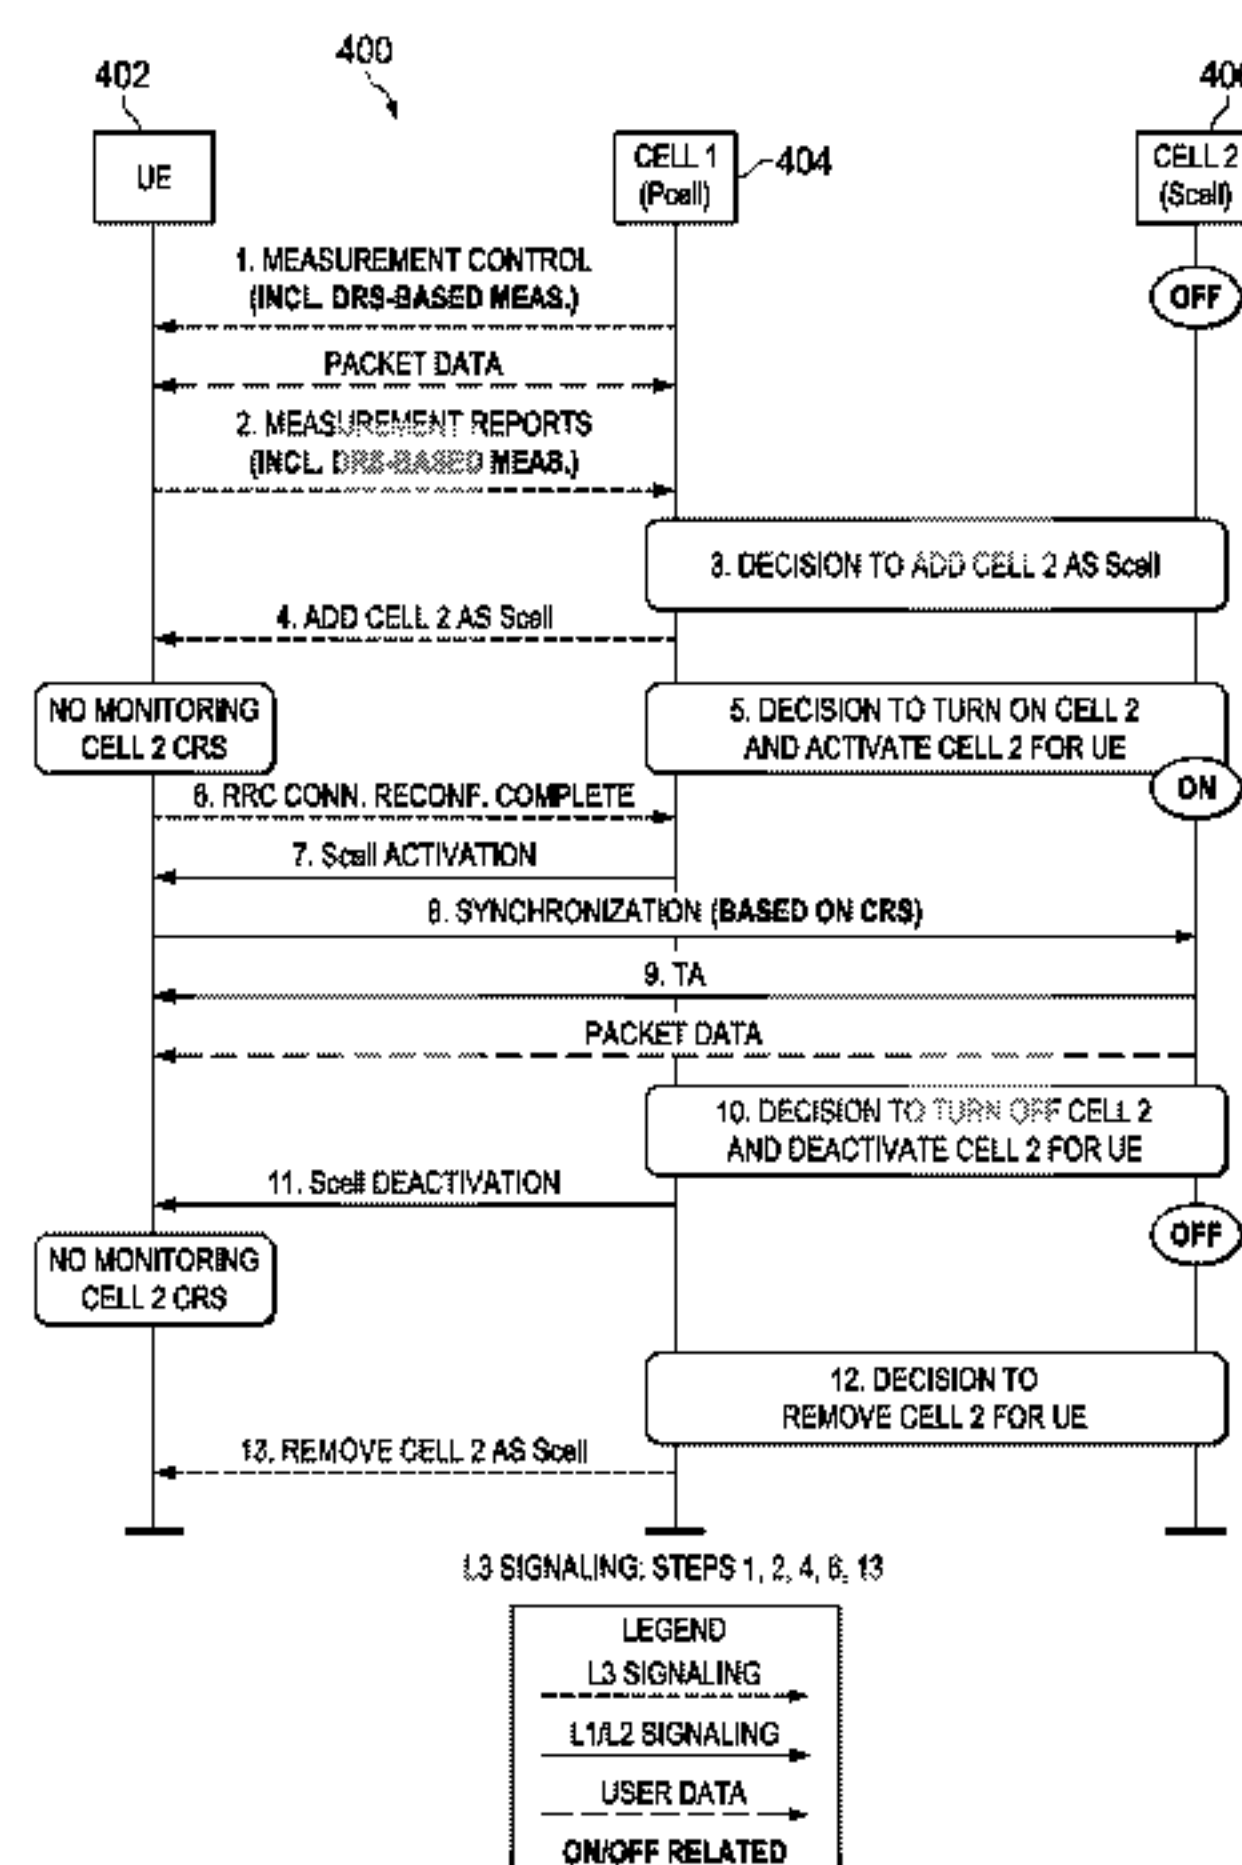 400
402
406
UE
CELL 1
(Pcell)
404
CELL 2
(Scell)
1. MEASUREMENT CONTROL
(INCL. DRS-BASED MEAS.)
OFF
PACKET DATA
2. MEASUREMENT REPORTS
(INCL. DRS-BASED MEAS.)
3. DECISION TO ADD CELL 2 AS Scell
4. ADD CELL 2 AS Scell
NO MONITORING
CELL 2 CRS
5. DECISION TO TURN ON CELL 2
AND ACTIVATE CELL 2 FOR UE
ON
6. RRC CONN. RECONF. COMPLETE
7. Scell ACTIVATION
8. SYNCHRONIZATION (BASED ON CRS)
9. TA
PACKET DATA
10. DECISION TO TURN OFF CELL 2
AND DEACTIVATE CELL 2 FOR UE
11. Scell DEACTIVATION
OFF
NO MONITORING
CELL 2 CRS
12. DECISION TO
REMOVE CELL 2 FOR UE
13. REMOVE CELL 2 AS Scell
L3 SIGNALING: STEPS 1, 2, 4, 6, 13
LEGEND
L3 SIGNALING
L1/L2 SIGNALING
USER DATA
ON/OFF RELATED